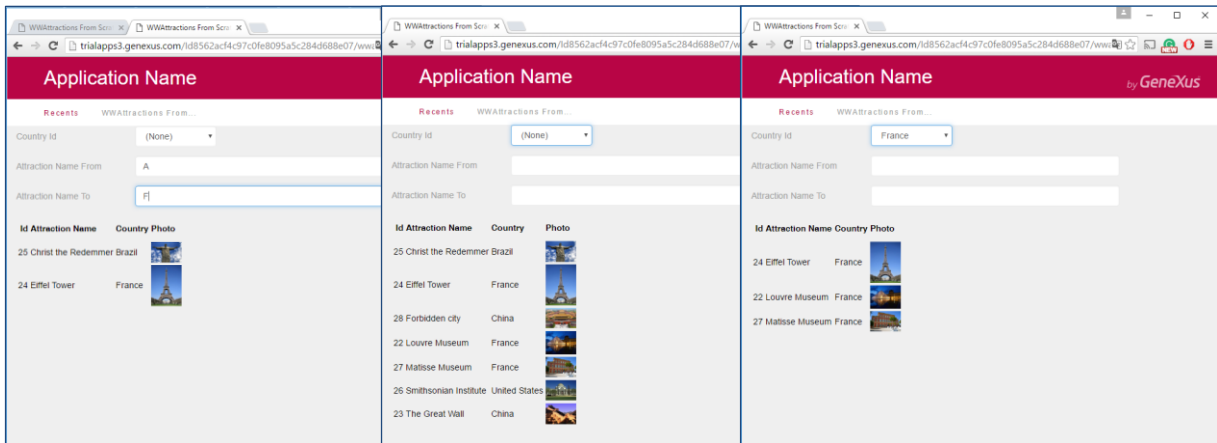 WWAttractions From Scra
WWAttractions From Scra
trialapps3.genexus.com/Id8562acf4c97c0fe8095a5c284d688e07/wwa
Application Name
Recents WWAttractions From...
Country Id (None)
Attraction Name From A
Attraction Name To F
Id Attraction Name Country Photo
25 Christ the Redemmer Brazil
24 Eiffel Tower France
WWAttractions From Scra
trialapps3.genexus.com/Id8562acf4c97c0fe8095a5c284d688e07/w
Application Name
Recents WWAttractions From...
Country Id (None)
Attraction Name From
Attraction Name To
Id Attraction Name Country Photo
25 Christ the Redemmer Brazil
24 Eiffel Tower France
28 Forbidden city China
22 Louvre Museum France
27 Matisse Museum France
26 Smithsonian Institute United States
23 The Great Wall China
WWAttractions From Scra
trialapps3.genexus.com/Id8562acf4c97c0fe8095a5c284d688e07/wwa
Application Name
by GeneXus
Recents WWAttractions From...
Country Id France
Attraction Name From
Attraction Name To
Id Attraction Name Country Photo
24 Eiffel Tower France
22 Louvre Museum France
27 Matisse Museum France